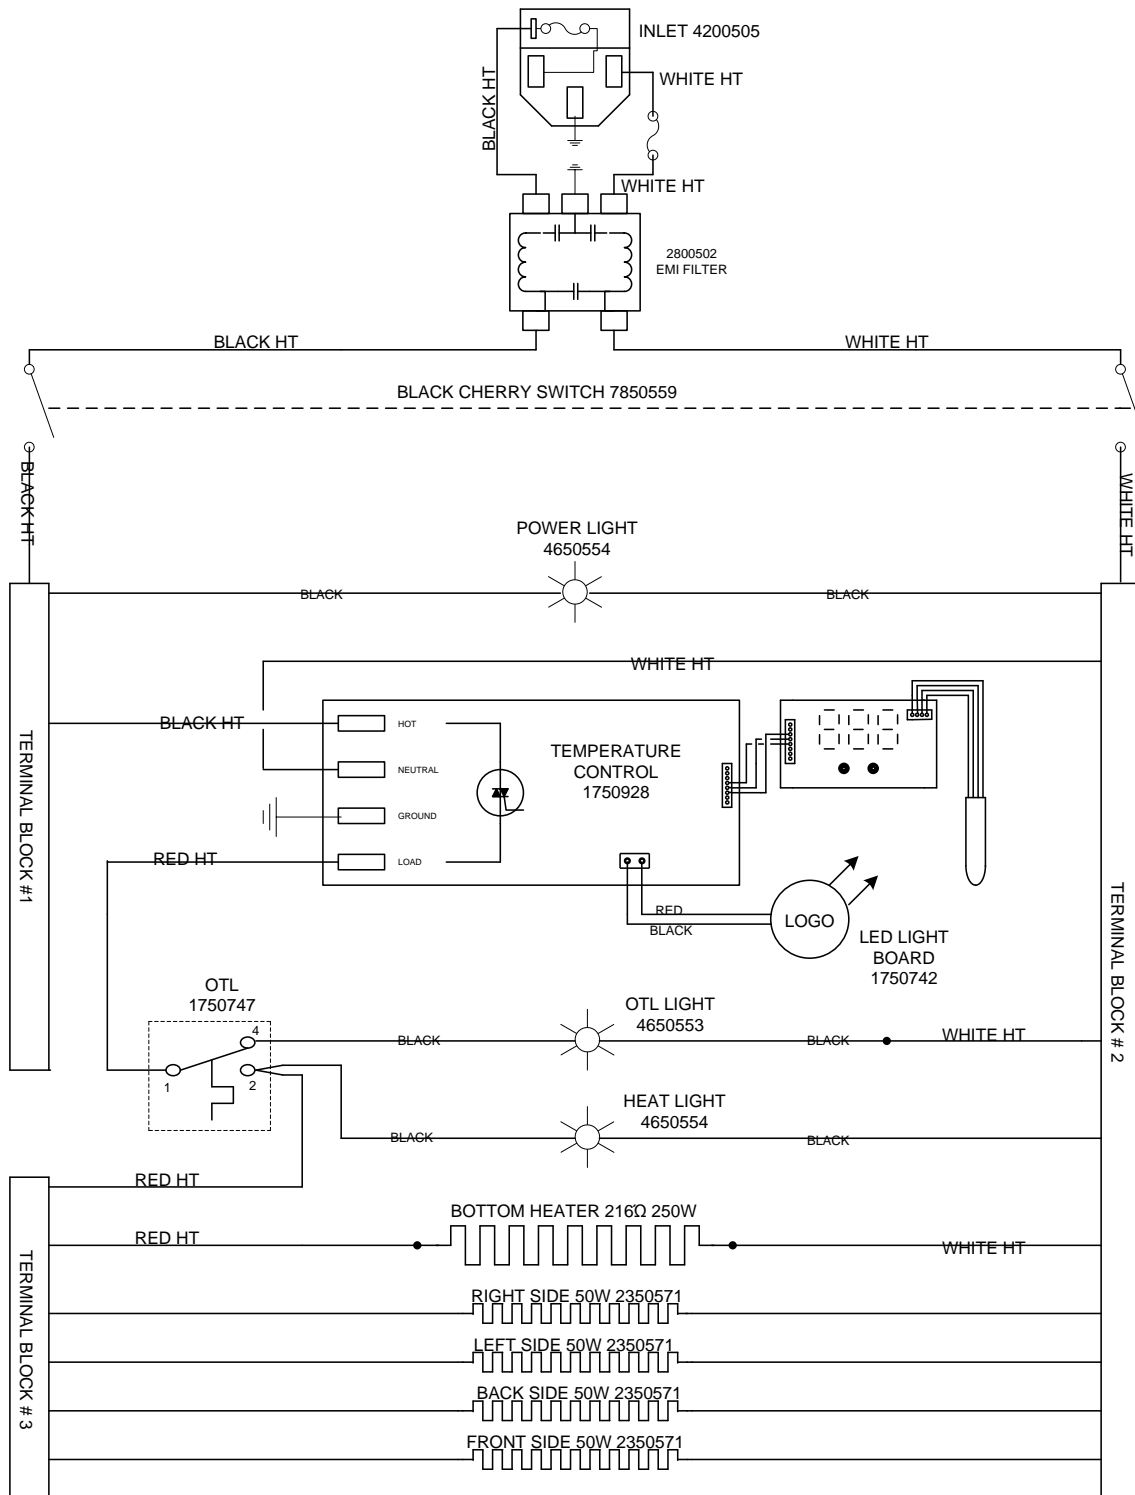 INLET 4200505
BLACK HT
WHITE HT
WHITE HT
2800502
EMI FILTER
BLACK HT
WHITE HT
BLACK CHERRY SWITCH 7850559
BLACK HT
WHITE HT
POWER LIGHT
4650554
BLACK
BLACK
WHITE HT
BLACK HT
HOT
TEMPERATURE
CONTROL
1750928
NEUTRAL
GROUND
RED HT
LOAD
TERMINAL BLOCK #1
RED
BLACK
LOGO
LED LIGHT
BOARD
1750742
TERMINAL BLOCK # 2
OTL
1750747
4
1
2
OTL LIGHT
4650553
BLACK
BLACK
WHITE HT
HEAT LIGHT
4650554
BLACK
BLACK
RED HT
BOTTOM HEATER 216Ω 250W
RED HT
WHITE HT
TERMINAL BLOCK # 3
RIGHT SIDE 50W 2350571
LEFT SIDE 50W 2350571
BACK SIDE 50W 2350571
FRONT SIDE 50W 2350571